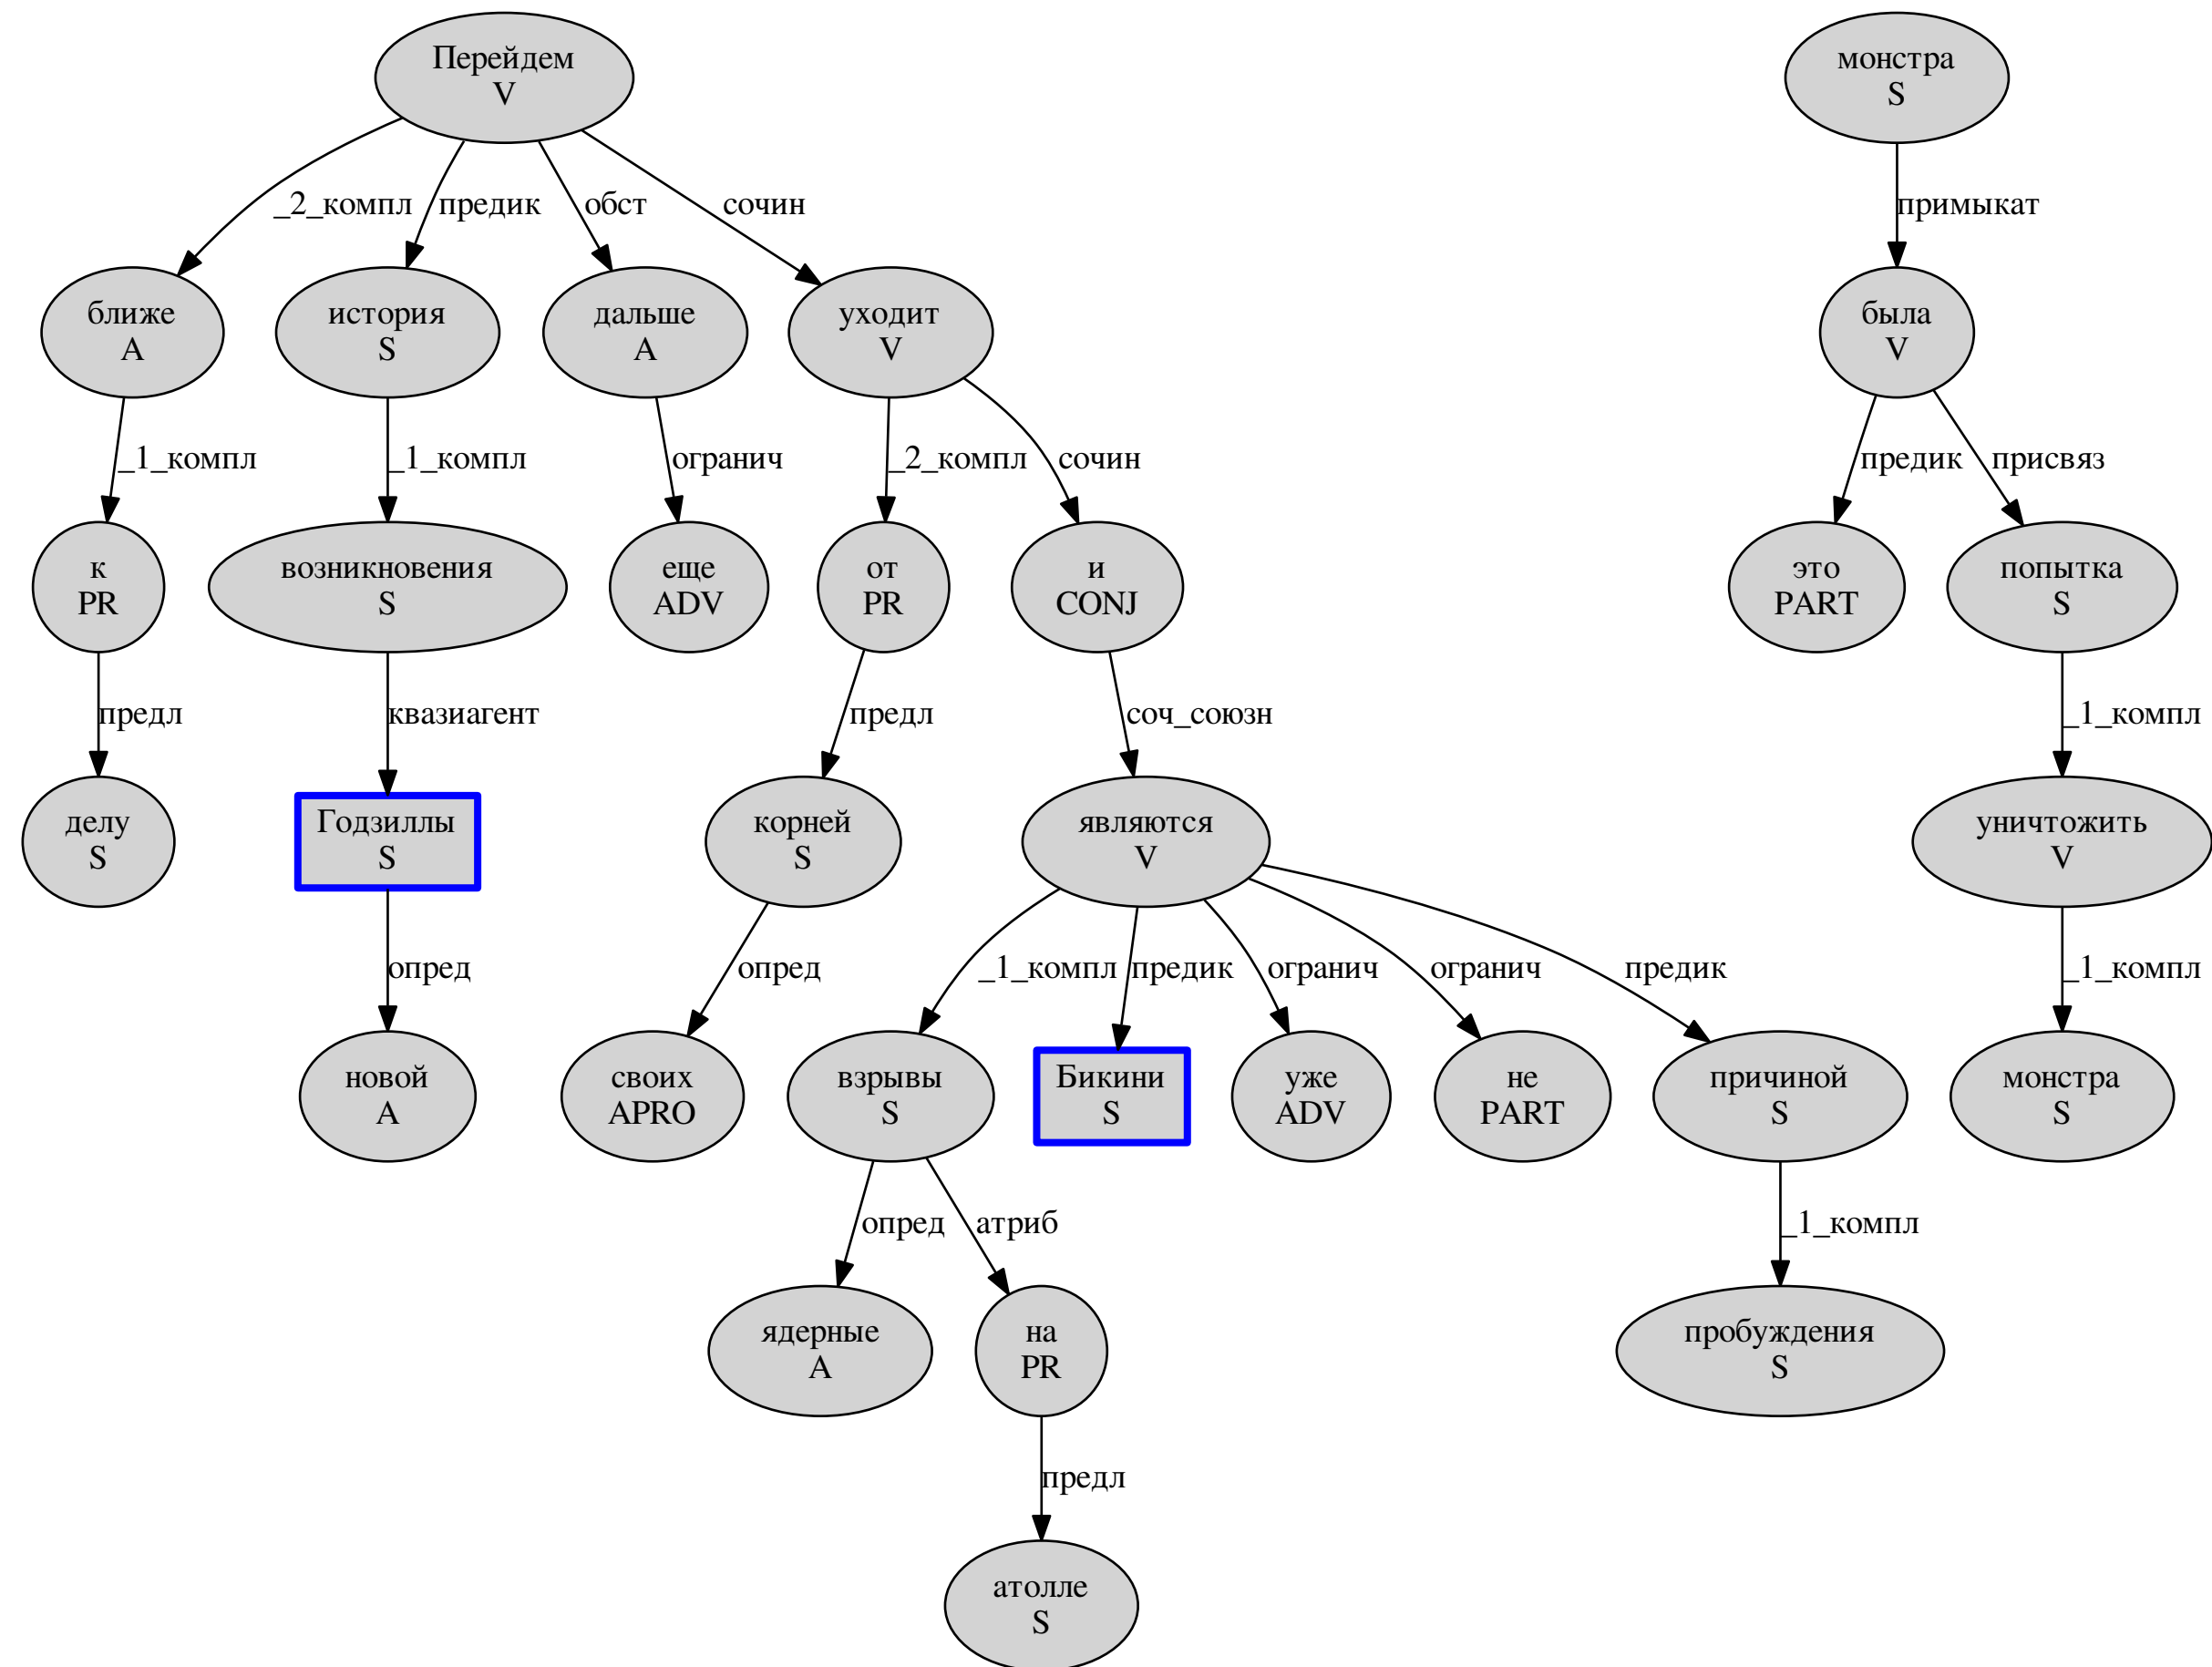 Перейдем
V
монстра
S
_2_компл
предик
обст
сочин
примыкат
ближе
A
история
S
дальше
A
уходит
V
была
V
_1_компл
_1_компл
огранич
_2_компл
сочин
предик
присвяз
к
PR
возникновения
S
еще
ADV
от
PR
и
CONJ
это
PART
попытка
S
предл
квазиагент
предл
соч_союзн
_1_компл
делу
S
Годзиллы
S
корней
S
являются
V
уничтожить
V
опред
опред
_1_компл
предик
огранич
огранич
предик
_1_компл
новой
A
своих
APRO
взрывы
S
Бикини
S
уже
ADV
не
PART
причиной
S
монстра
S
опред
атриб
_1_компл
ядерные
A
на
PR
пробуждения
S
предл
атолле
S